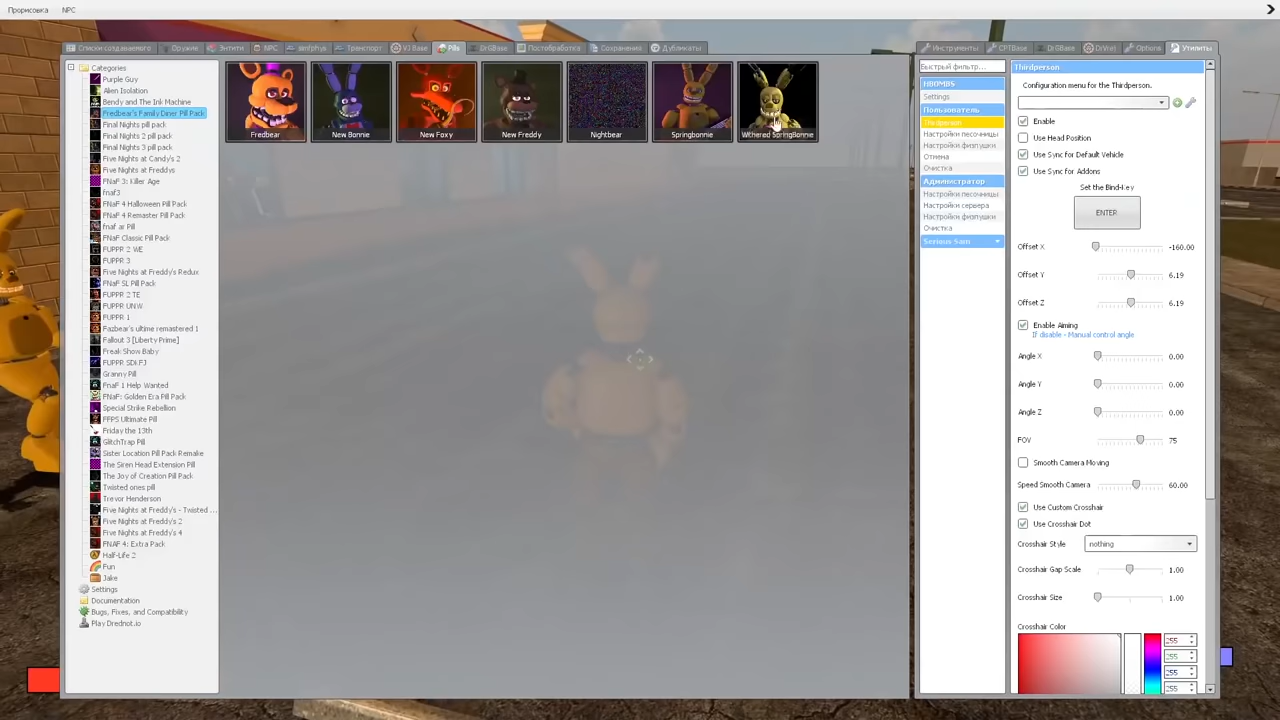 Прорисовка NPC
Списки создаваемого Оружие Энтити NPC simfphys Транспорт VJ Base Pills DrGBase Постобработка Сохранения Дубликаты
Categories
Purple Guy
Alien Isolation
Bendy and The Ink Machine
Fredbear's Family Diner Pill Pack
Final Nights pill pack
Final Nights 2 pill pack
Final Nights 3 pill pack
Five Nights at Candy's 2
Five Nights at Freddys
FNaF 3: Killer Age
fnaf3
FNAF 4 Halloween Pill Pack
FNAF 4 Remaster Pill Pack
fnaf ar Pill
FNaF Classic Pill Pack
FUPPR 2 WE
FUPPR 3
Five Nights at Freddy's Redux
FNaF SL Pill Pack
FUPPR 2 TE
FUPPR UNW
FUPPR 1
Fazbear's ultime remastered 1
Fallout 3 [Liberty Prime]
Freak Show Baby
FUPPR SDLFJ
Granny Pill
FnaF 1 Help Wanted
FNAF: Golden Era Pill Pack
Special Strike Rebellion
FFPS Ultimate Pill
Friday the 13th
GlitchTrap Pill
Sister Location Pill Pack Remake
The Siren Head Extension Pill
The Joy of Creation Pill Pack
Twisted ones pill
Trevor Henderson
Five Nights at Freddy's - Twisted ...
Five Nights at Freddy's 2
Five Nights at Freddy's 4
FNAF 4: Extra Pack
Half-Life 2
Fun
Jake
Settings
Documentation
Bugs, Fixes, and Compatibility
Play Drednot.io
Fredbear
New Bonnie
New Foxy
New Freddy
Nightbear
Springbonnie
Withered SpringBonnie
Инструменты CPTBase DrGBase DrVrej Options Утилиты
Быстрый фильтр...
HBOMBS
Settings
Пользователь
Thirdperson
Настройки песочницы
Настройки физпушки
Отмена
Очистка
Администратор
Настройки песочницы
Настройки сервера
Настройки физпушки
Очистка
Serious Sam
Thirdperson
Configuration menu for the Thirdperson.
Enable
Use Head Position
Use Sync for Default Vehicle
Use Sync for Addons
Set the Bind-Key
ENTER
Offset X -160.00
Offset Y 6.19
Offset Z 6.19
Enable Aiming
If disable - Manual control angle
Angle X 0.00
Angle Y 0.00
Angle Z 0.00
FOV 75
Smooth Camera Moving
Speed Smooth Camera 60.00
Use Custom Crosshair
Use Crosshair Dot
Crosshair Style nothing
Crosshair Gap Scale 1.00
Crosshair Size 1.00
Crosshair Color
255
255
255
255